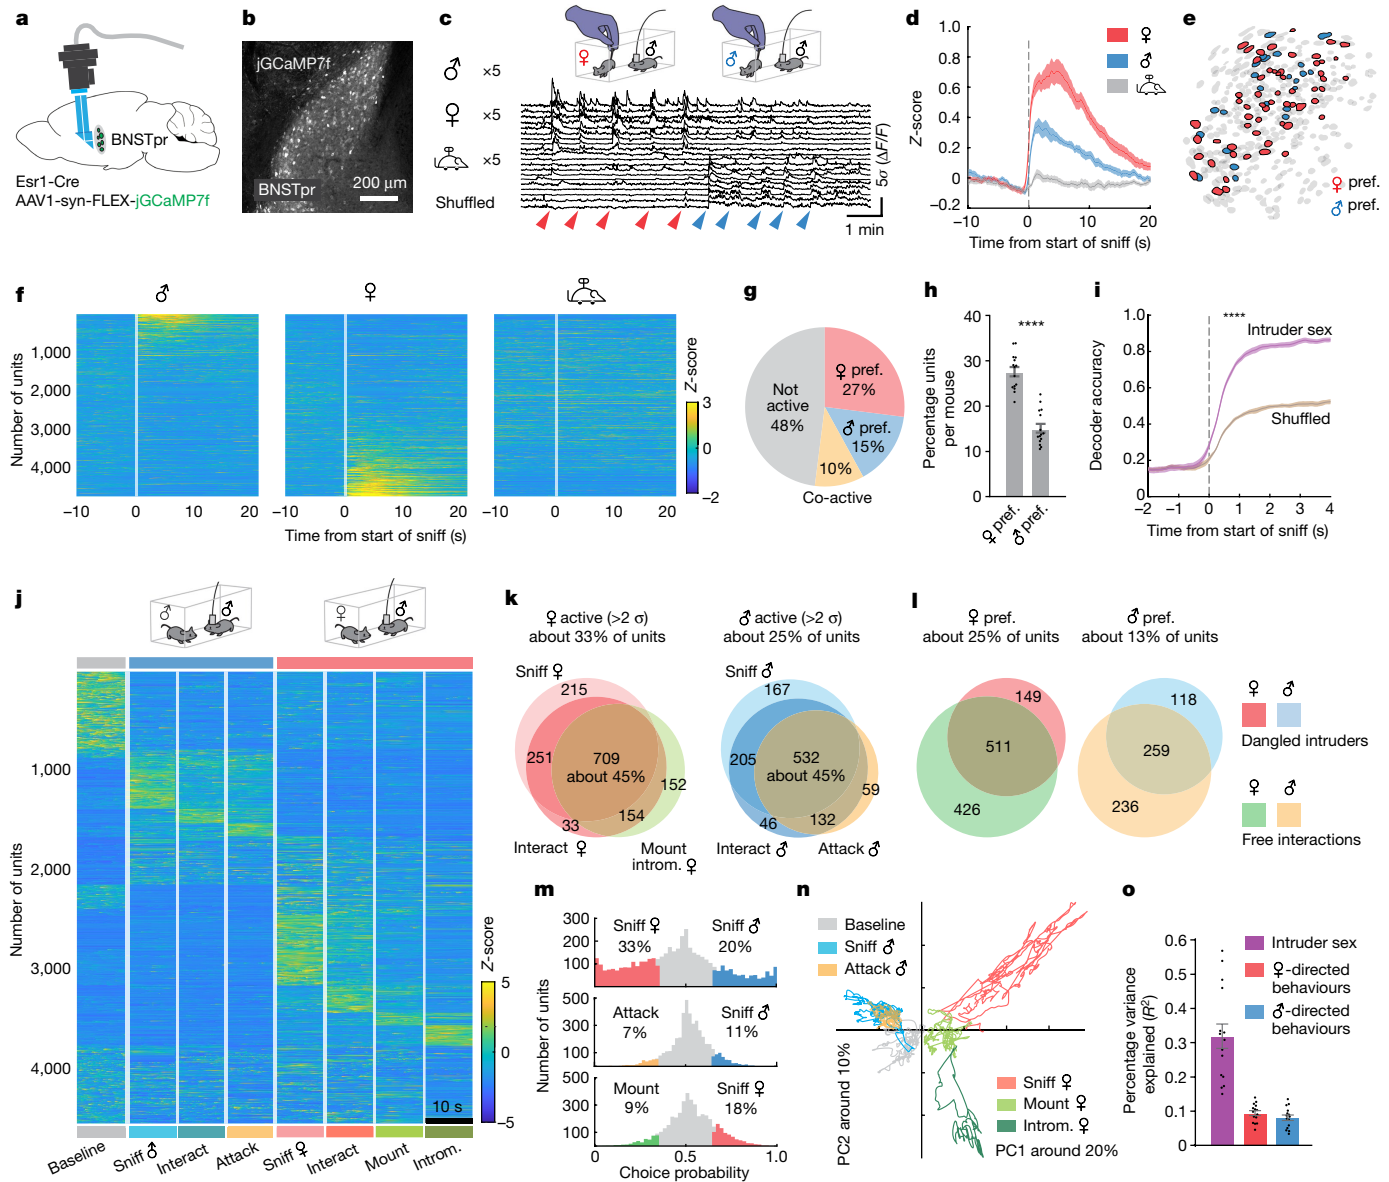 a
BNSTpr
Esr1-Cre
AAV1-syn-FLEX-jGCaMP7f
b
jGCaMP7f
BNSTpr
200 μm
c
♀
♂
♂
♂
♂ ×5
♀ ×5
×5
Shuffled
5σ (ΔF/F)
1 min
d
Z-score
1.0
0.8
0.6
0.4
0.2
0
−0.2
♀
♂
−10
0
10
20
Time from start of sniff (s)
e
♀ pref.
♂ pref.
f
♂
♀
Number of units
1,000
2,000
3,000
4,000
−10
0
10
20
−10
0
10
20
−10
0
10
20
Time from start of sniff (s)
Z-score
3
0
−2
g
Not
active
48%
♀ pref.
27%
♂ pref.
15%
10%
Co-active
h
Percentage units
per mouse
40
30
20
10
0
****
♀ pref.
♂ pref.
i
Decoder accuracy
1.0
0.8
0.6
0.4
0.2
0
****
Intruder sex
Shuffled
−2
−1
0
1
2
3
4
Time from start of sniff (s)
j
♂
♂
♀
♂
Number of units
1,000
2,000
3,000
4,000
10 s
Baseline
Sniff ♂
Interact
Attack
Sniff ♀
Interact
Mount
Introm.
Z-score
5
0
−5
k
♀ active (>2 σ)
about 33% of units
Sniff ♀
215
251
709
about 45%
152
154
33
Interact ♀
Mount
introm. ♀
♂ active (>2 σ)
about 25% of units
Sniff ♂
167
205
532
about 45%
59
132
46
Interact ♂
Attack ♂
l
♀ pref.
about 25% of units
149
511
426
♂ pref.
about 13% of units
118
259
236
♀ ♂
Dangled intruders
♀ ♂
Free interactions
m
Number of units
300
200
100
Sniff ♀
33%
Sniff ♂
20%
500
300
100
Attack
7%
Sniff ♂
11%
500
300
100
Mount
9%
Sniff ♀
18%
0
0.5
1.0
Choice probability
n
Baseline
Sniff ♂
Attack ♂
PC2 around 10%
Sniff ♀
Mount ♀
Introm. ♀
PC1 around 20%
o
Percentage variance
explained (R²)
0.6
0.5
0.4
0.3
0.2
0.1
0
Intruder sex
♀-directed
behaviours
♂-directed
behaviours